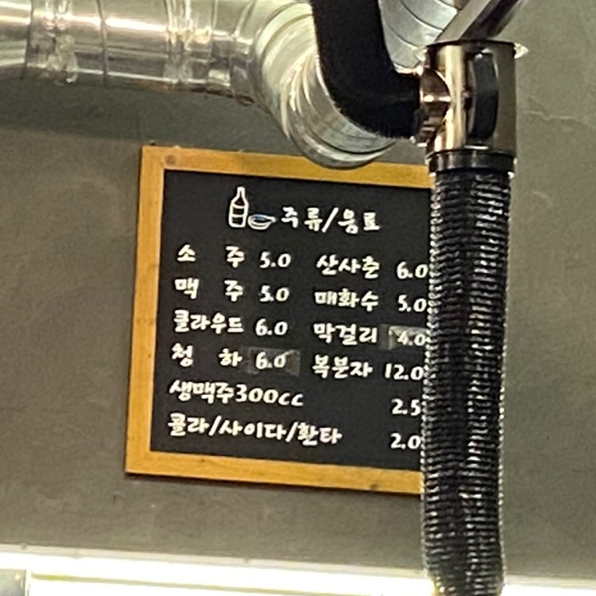 주류/음료
소 주 5.0 산사춘 6.0
맥 주 5.0 매화수 5.0
클라우드 6.0 막걸리 4.0
청 하 6.0 복분자 12.0
생맥주300cc 2.5
콜라/사이다/환타 2.0